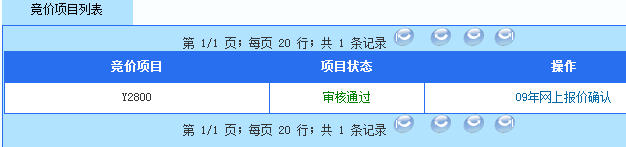 竞价项目列表
第 1/1 页; 每页 20 行; 共 1 条记录
竞价项目 项目状态 操作
Y2800 审核通过 09年网上报价确认
第 1/1 页; 每页 20 行; 共 1 条记录